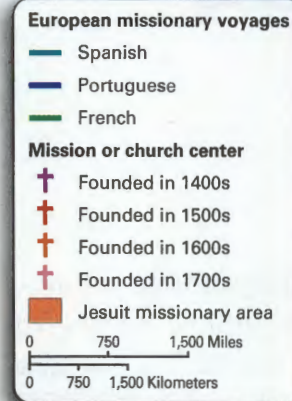 European missionary voyages
Spanish
Portuguese
French
Mission or church center
Founded in 1400s
Founded in 1500s
Founded in 1600s
Founded in 1700s
Jesuit missionary area
0 750 1,500 Miles
0 750 1,500 Kilometers